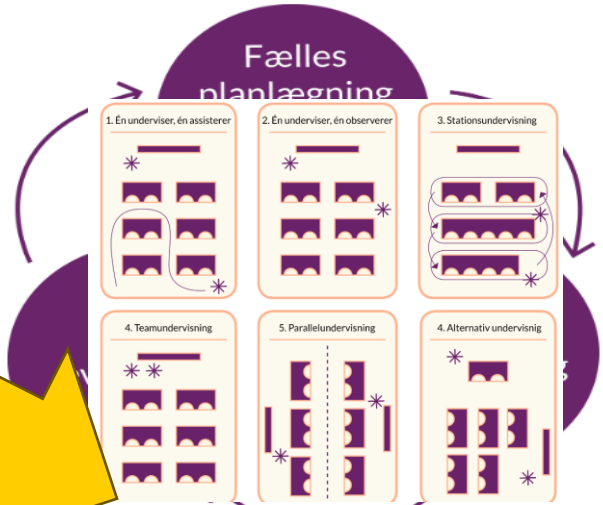 Fælles
planlægning
1. Én underviser, én assisterer
2. Én underviser, én observerer
3. Stationsundervisning
4. Teamundervisning
5. Parallelundervisning
4. Alternativ undervisnig